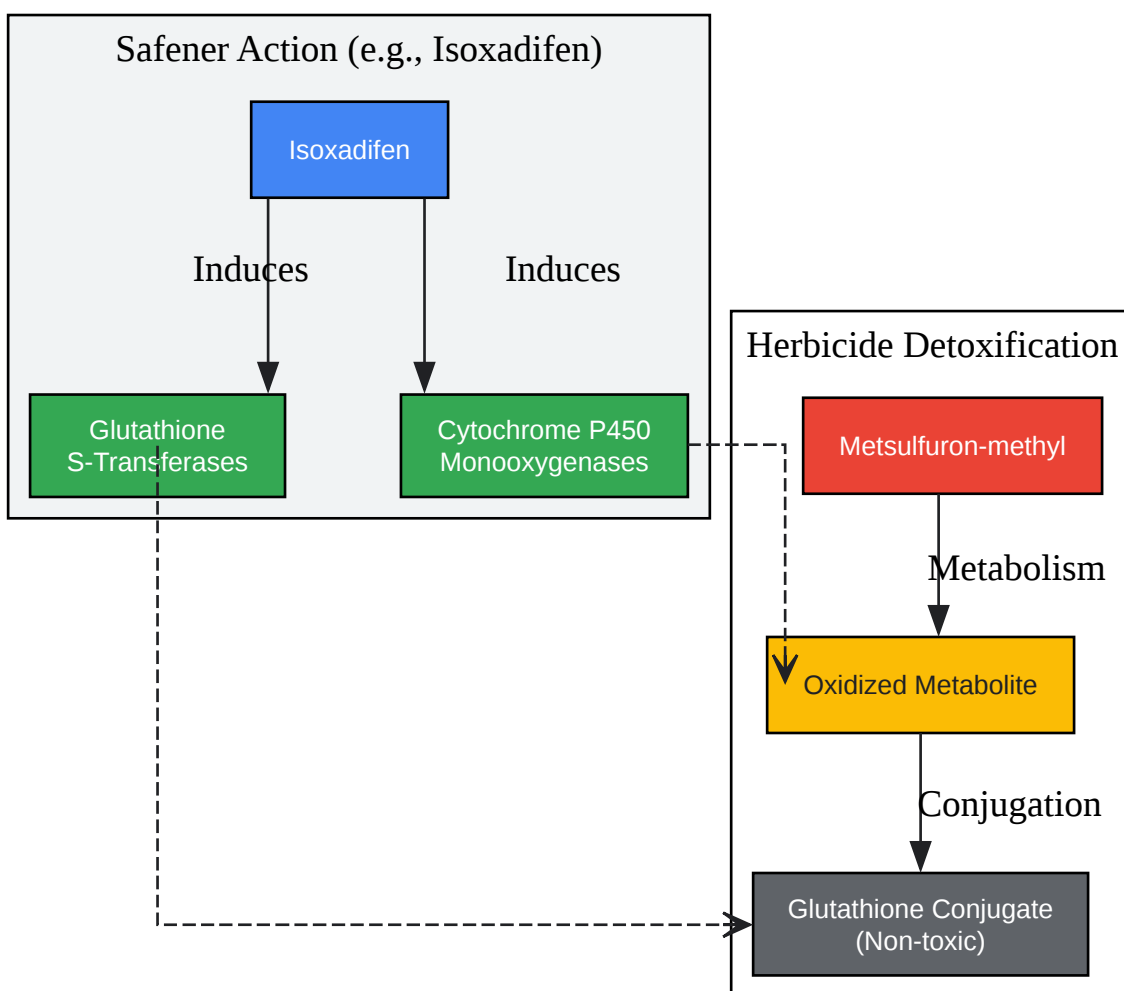 Safener Action (e.g., Isoxadifen)
Isoxadifen
Induces
Induces
Glutathione
S-Transferases
Cytochrome P450
Monooxygenases
Herbicide Detoxification
Metsulfuron-methyl
Metabolism
Oxidized Metabolite
Conjugation
Glutathione Conjugate
(Non-toxic)